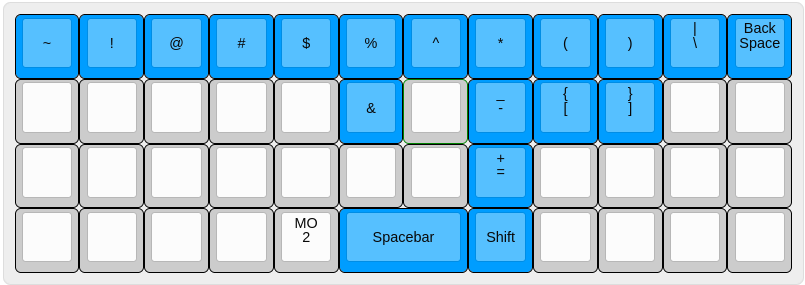 ~ ! @ # $ % ^ * ( ) | Back
\ Space
& _ { }
- [ ]
+
=
MO
2 Spacebar Shift